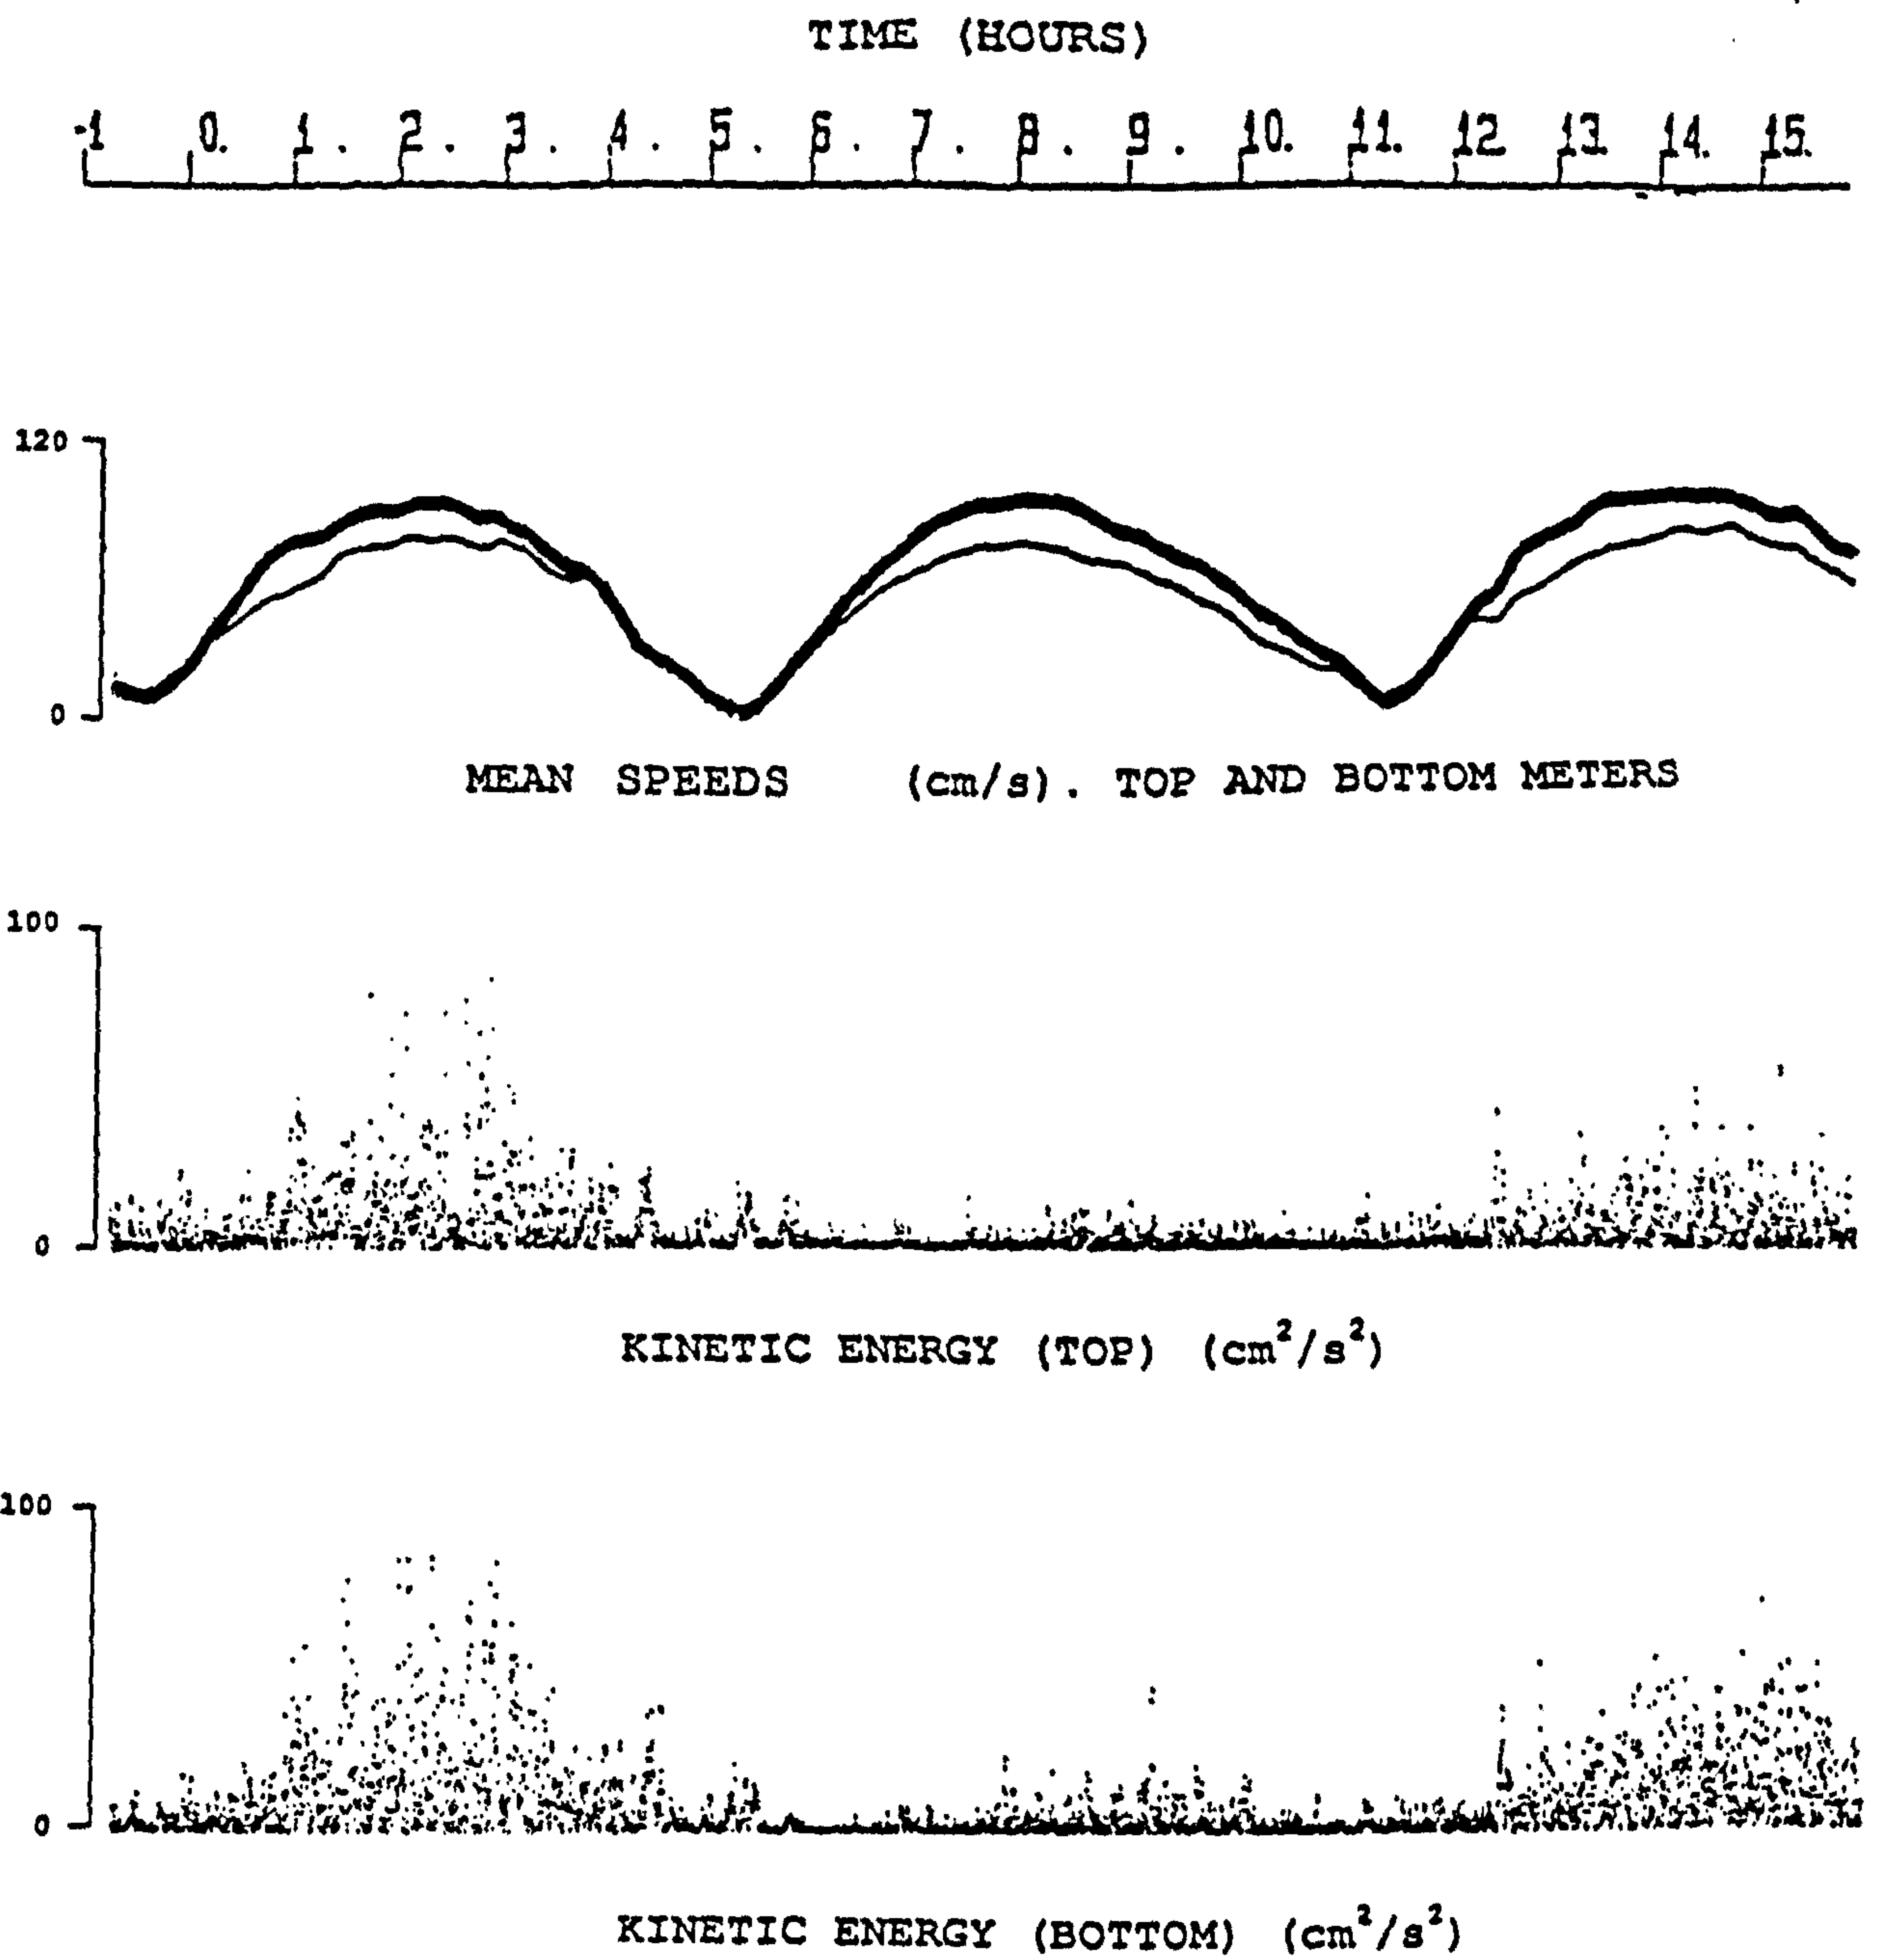 TIME (HOURS)
-1 0. 1. 2. 3. 4. 5. 6. 7. 8. 9. 10. 11. 12 13. 14. 15.
120
0
MEAN SPEEDS (cm/s). TOP AND BOTTOM METERS
100
0
KINETIC ENERGY (TOP) (cm²/s²)
100
0
KINETIC ENERGY (BOTTOM) (cm²/s²)